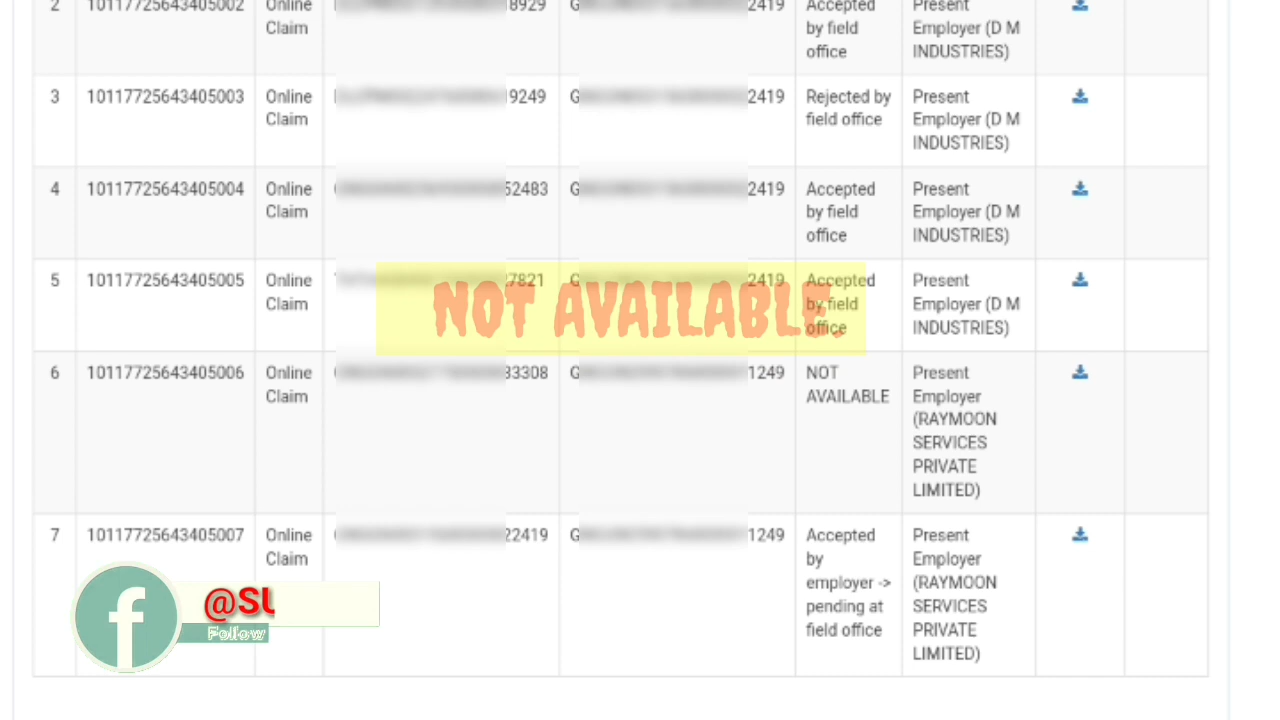 2 10117725643405002 Online Claim 8929 G 2419 Accepted by field office Present Employer (D M INDUSTRIES)
3 10117725643405003 Online Claim 9249 G 2419 Rejected by field office Present Employer (D M INDUSTRIES)
4 10117725643405004 Online Claim 52483 G 2419 Accepted by field office Present Employer (D M INDUSTRIES)
5 10117725643405005 Online Claim 27821 G 2419 Accepted by field office Present Employer (D M INDUSTRIES)
NOT AVAILABLE.
6 10117725643405006 Online Claim 33308 G 1249 NOT AVAILABLE Present Employer (RAYMOON SERVICES PRIVATE LIMITED)
7 10117725643405007 Online Claim 22419 G 1249 Accepted by employer -> pending at field office Present Employer (RAYMOON SERVICES PRIVATE LIMITED)
f
@SU
Follow